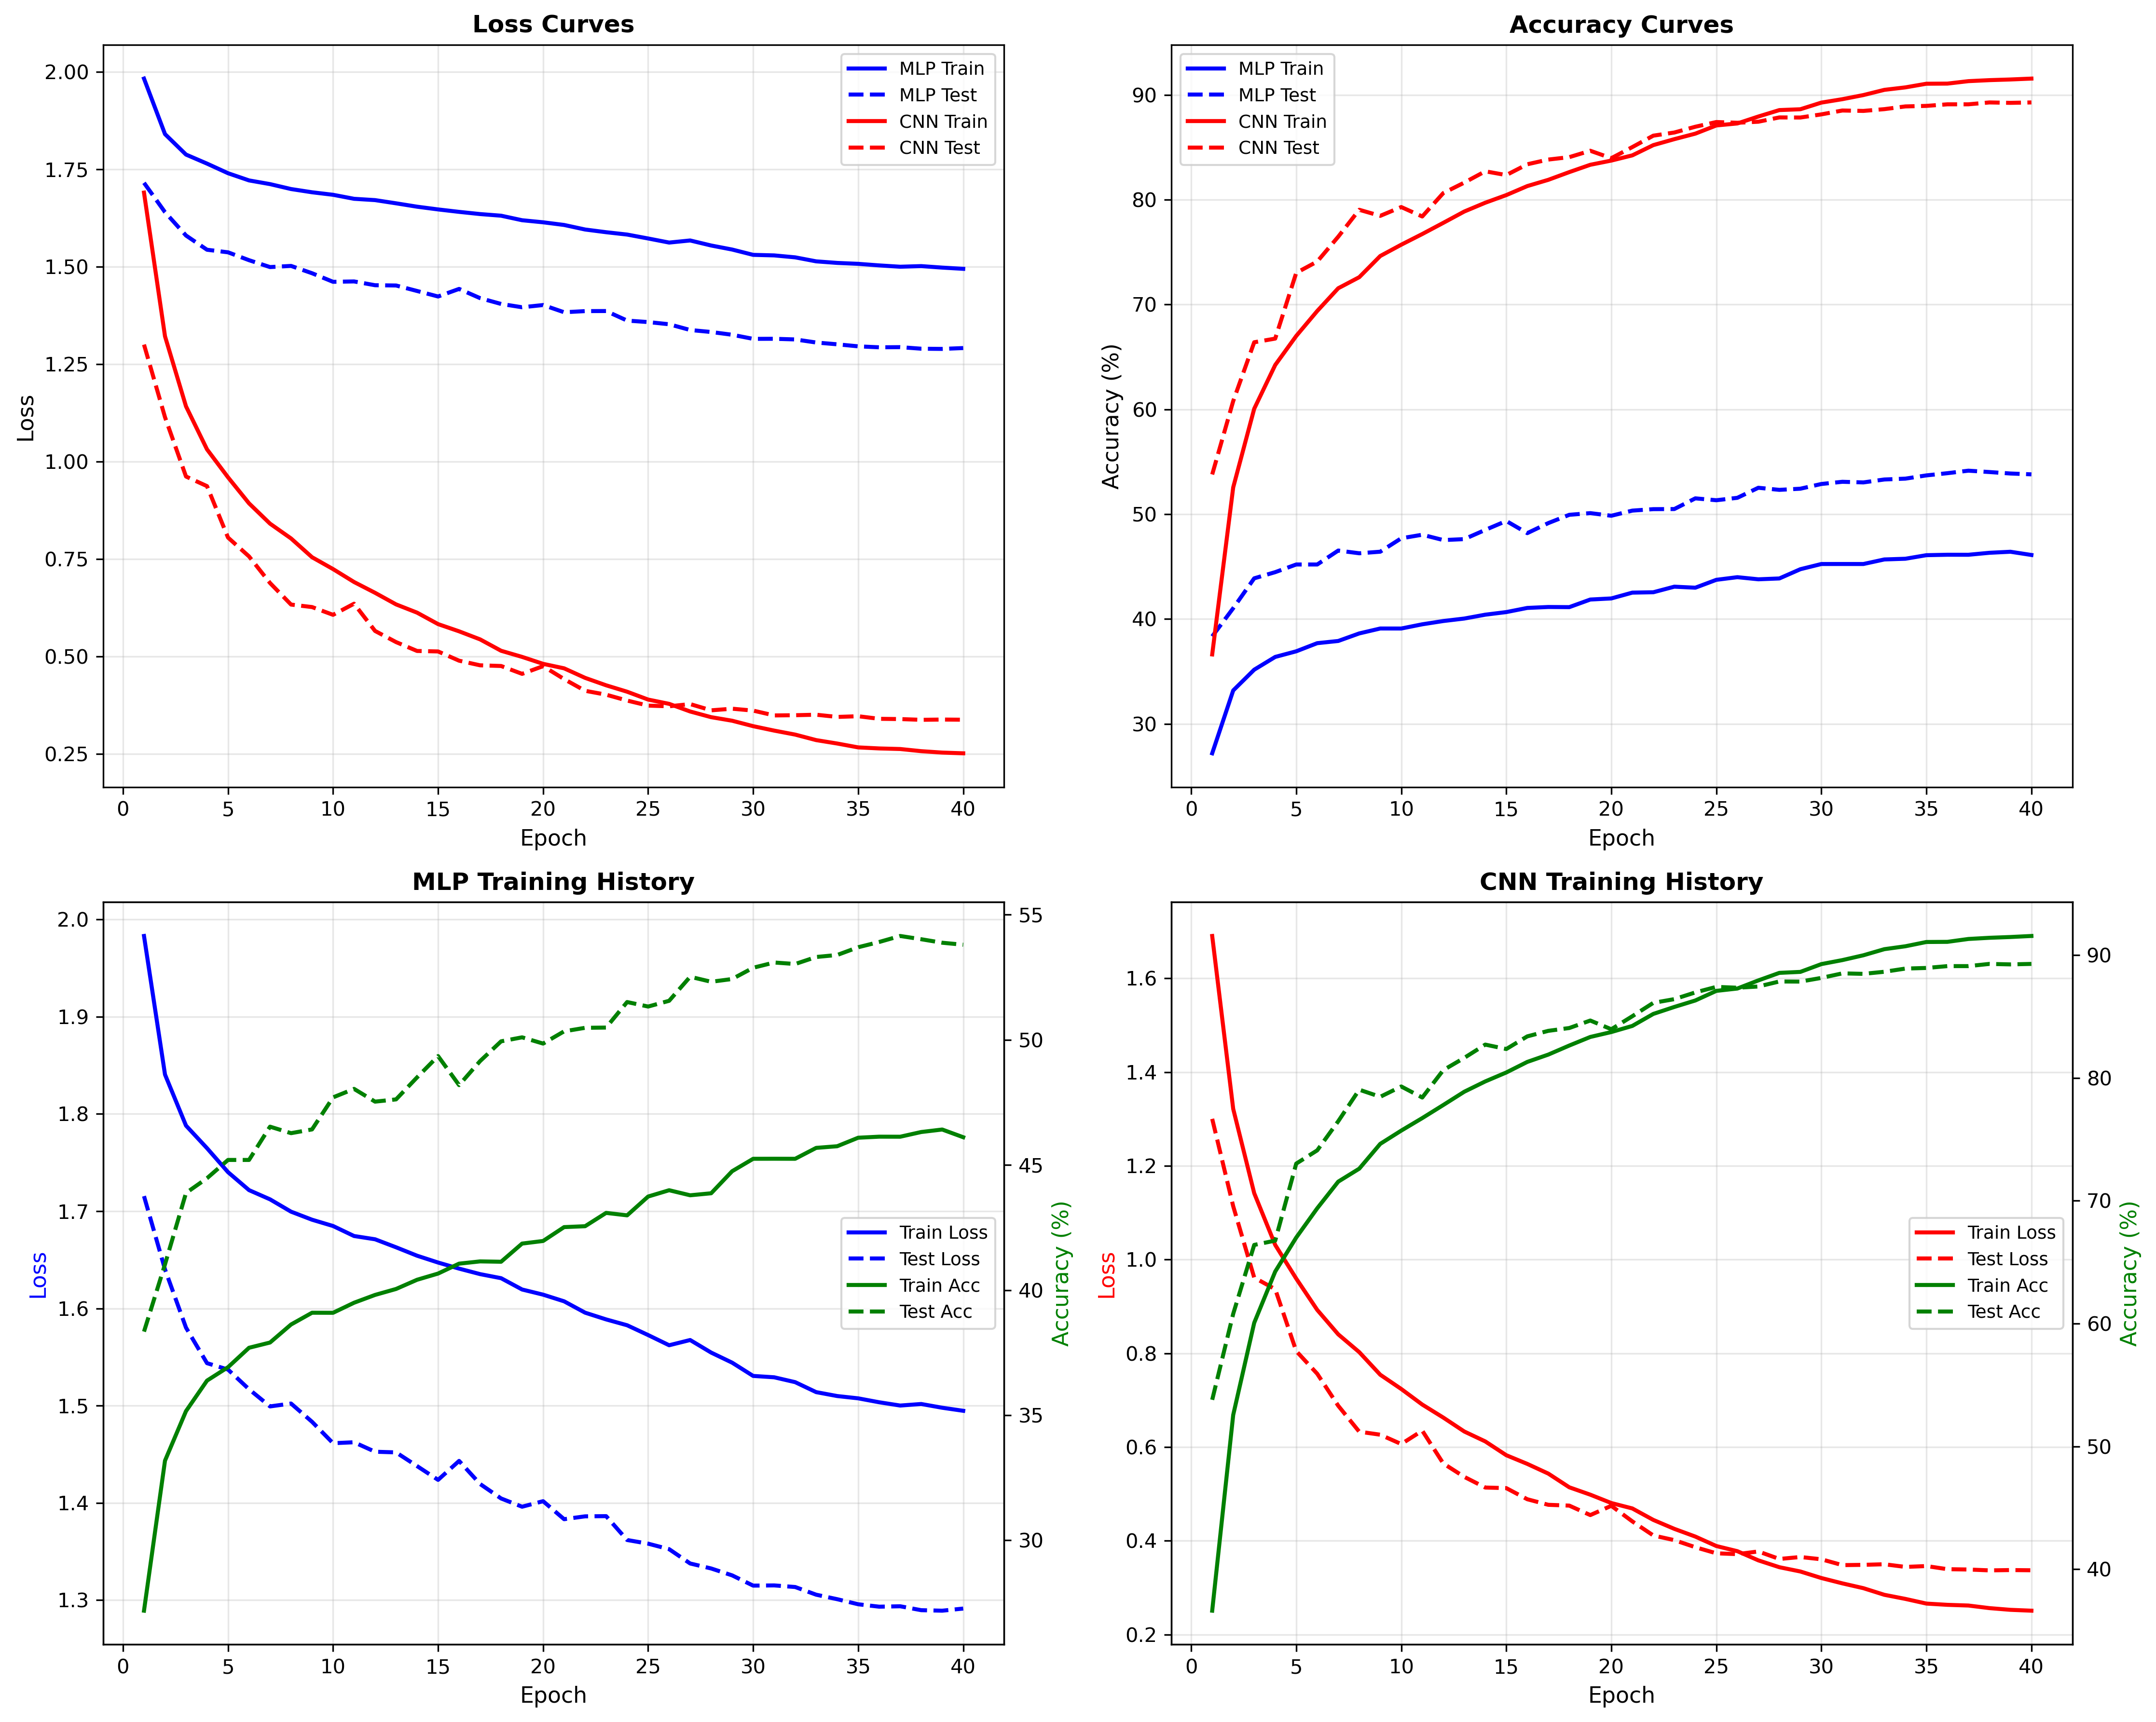 Loss Curves
2.00
1.75
1.50
1.25
1.00
0.75
0.50
0.25
Loss
0 5 10 15 20 25 30 35 40
Epoch
MLP Train
MLP Test
CNN Train
CNN Test
Accuracy Curves
90
80
70
60
50
40
30
Accuracy (%)
0 5 10 15 20 25 30 35 40
Epoch
MLP Train
MLP Test
CNN Train
CNN Test
MLP Training History
2.0
1.9
1.8
1.7
1.6
1.5
1.4
1.3
Loss
0 5 10 15 20 25 30 35 40
Epoch
55
50
45
40
35
30
Accuracy (%)
Train Loss
Test Loss
Train Acc
Test Acc
CNN Training History
1.6
1.4
1.2
1.0
0.8
0.6
0.4
0.2
Loss
0 5 10 15 20 25 30 35 40
Epoch
90
80
70
60
50
40
Accuracy (%)
Train Loss
Test Loss
Train Acc
Test Acc